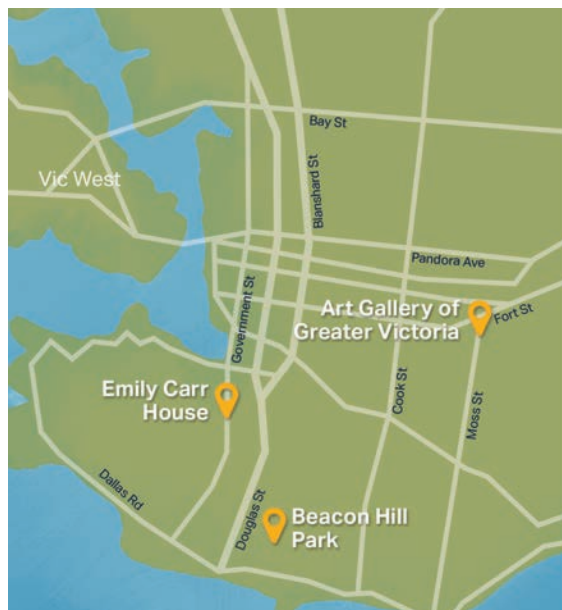 Bay St
Blanshard St
Vic West
Pandora Ave
Government St
Art Gallery of
Greater Victoria
Fort St
Emily Carr
House
Cook St
Moss St
Dallas Rd
Douglas St
Beacon Hill
Park